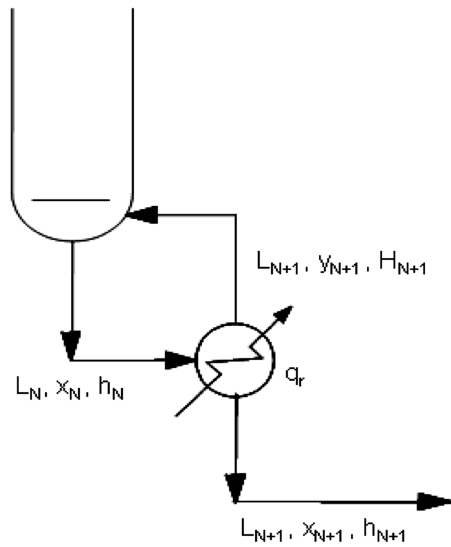 L_{N+1}, y_{N+1}, H_{N+1}
q_r
L_N, x_N, h_N
L_{N+1}, x_{N+1}, h_{N+1}